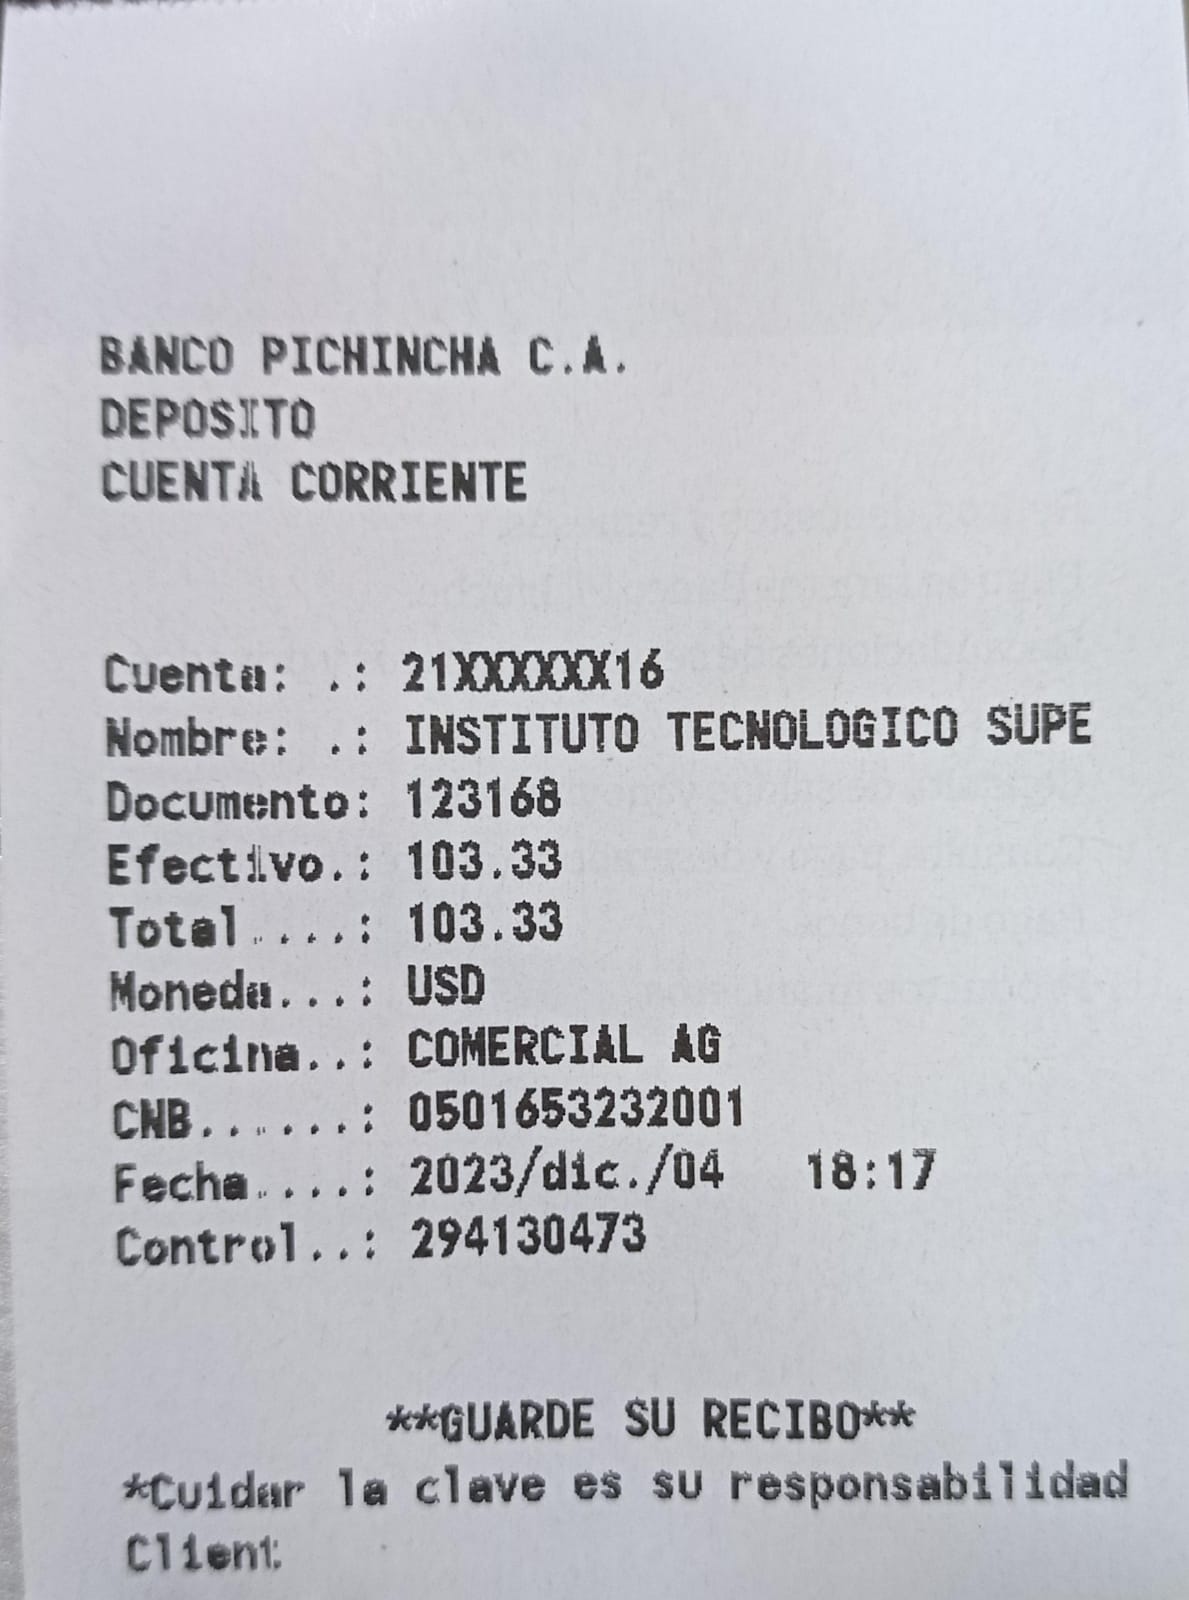 BANCO PICHINCHA C.A.
DEPOSITO
CUENTA CORRIENTE
Cuenta: .: 21XXXXXX16
Nombre: .: INSTITUTO TECNOLOGICO SUPE
Documento: 123168
Efectivo.: 103.33
Total ....: 103.33
Moneda...: USD
Oficina..: COMERCIAL AG
CNB......: 0501653232001
Fecha....: 2023/dic./04 18:17
Control..: 294130473
**GUARDE SU RECIBO**
*Cuidar la clave es su responsabilidad
Client